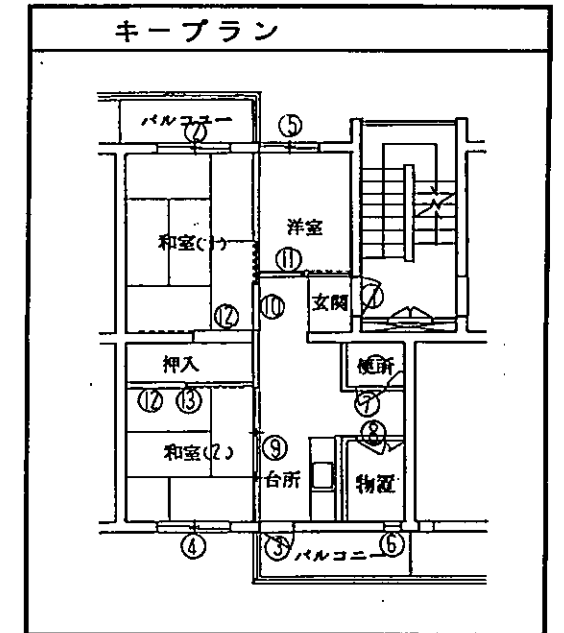 キープラン
バルコニー
②
⑤
洋室
和室(1)
⑪
⑩
玄関
①
⑫
押入
便所
⑫
⑬
⑦
⑧
⑨
和室(2)
台所
物置
④
③
バルコニー
⑥